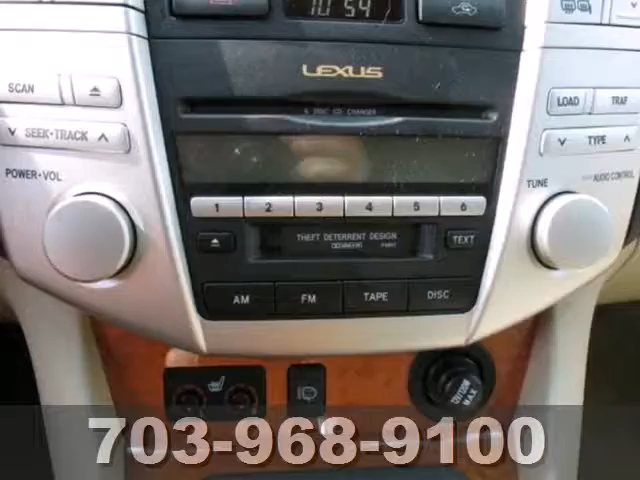 10:54
LEXUS
SCAN
6 DISC CD CHANGER
LOAD
SEEK•TRACK
TYPE
POWER•VOL
TUNE
AUDIO CONTROL
1 2 3 4 5 6
THEFT DETERRENT DESIGN
TEXT
AM FM TAPE DISC
703-968-9100